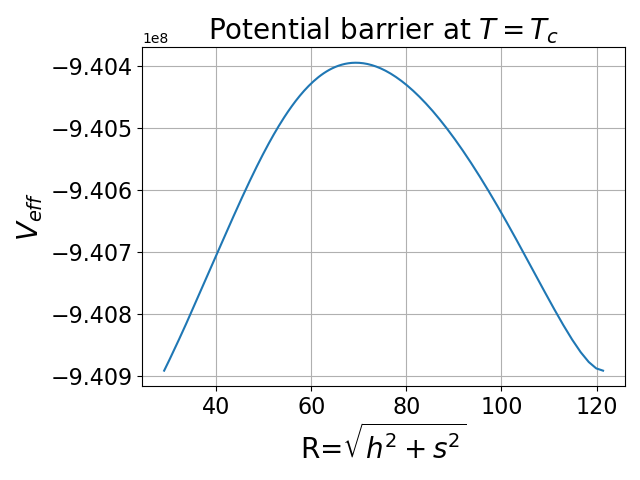 Potential barrier at T = T_c
1e8
−9.404
−9.405
−9.406
−9.407
−9.408
−9.409
V_eff
40 60 80 100 120
R=√h² + s²